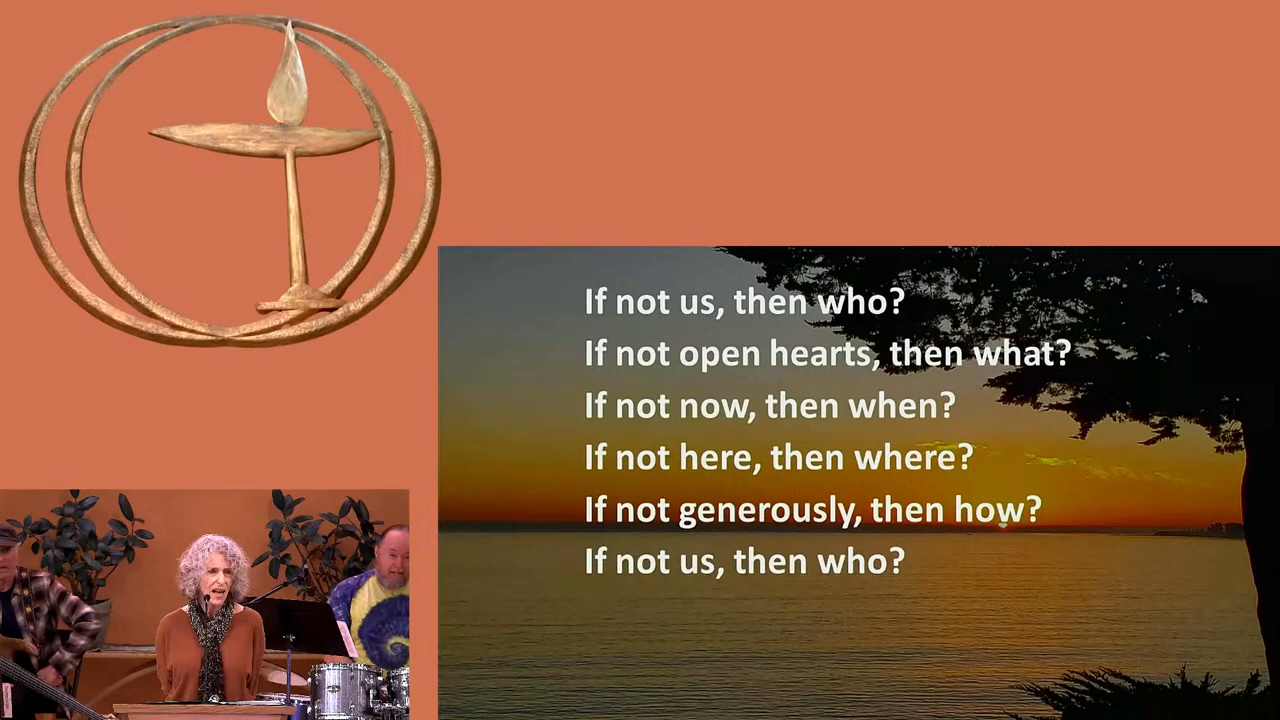 If not us, then who?
If not open hearts, then what?
If not now, then when?
If not here, then where?
If not generously, then how?
If not us, then who?